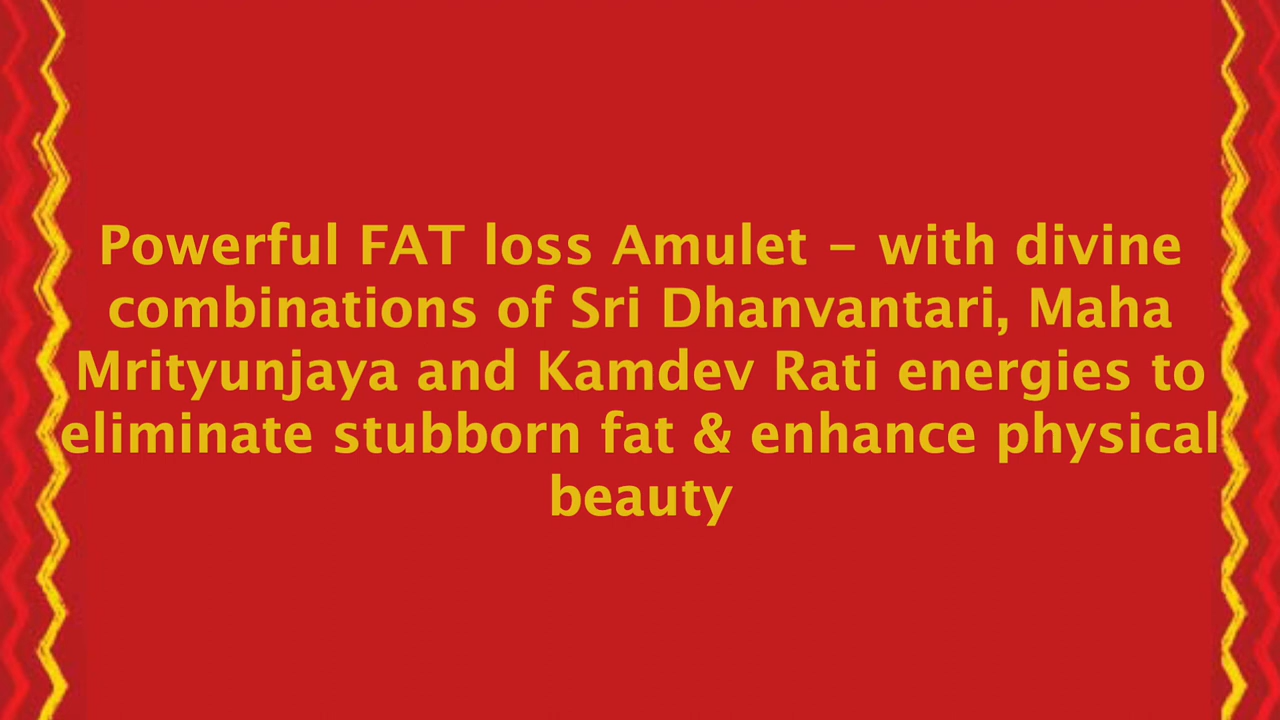 Powerful FAT loss Amulet – with divine
combinations of Sri Dhanvantari, Maha
Mrityunjaya and Kamdev Rati energies to
eliminate stubborn fat & enhance physical
beauty